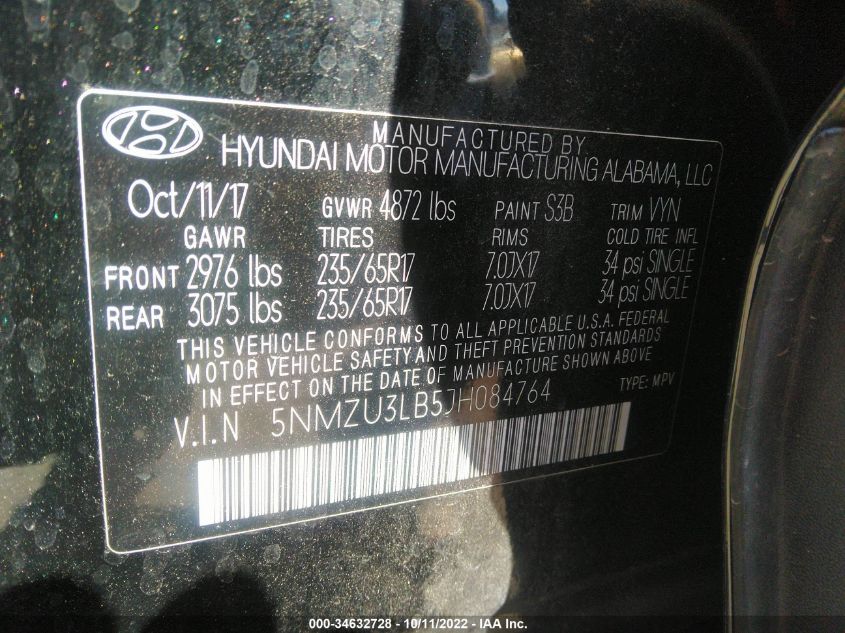 MANUFACTURED BY
HYUNDAI MOTOR MANUFACTURING ALABAMA, LLC
Oct/11/17 GVWR 4872 lbs PAINT S3B TRIM VYN
GAWR TIRES RIMS COLD TIRE INFL
FRONT 2976 lbs 235/65R17 7.0JX17 34 psi SINGLE
REAR 3075 lbs 235/65R17 7.0JX17 34 psi SINGLE
THIS VEHICLE CONFORMS TO ALL APPLICABLE U.S.A. FEDERAL
MOTOR VEHICLE SAFETY AND THEFT PREVENTION STANDARDS
IN EFFECT ON THE DATE OF MANUFACTURE SHOWN ABOVE
V.I.N 5NMZU3LB5JH084764 TYPE: MPV
000-34632728 - 10/11/2022 - IAA Inc.